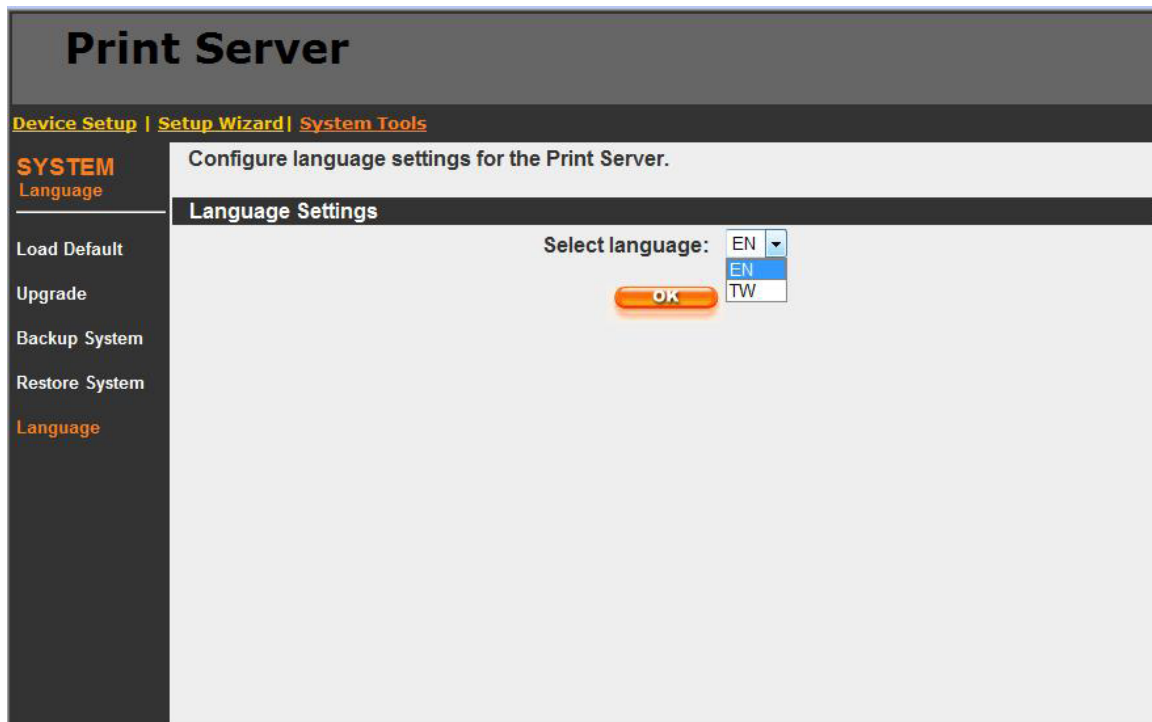 Print Server
Device Setup | Setup Wizard | System Tools
SYSTEM
Language
Load Default
Upgrade
Backup System
Restore System
Language
Configure language settings for the Print Server.
Language Settings
Select language: EN
EN
TW
OK